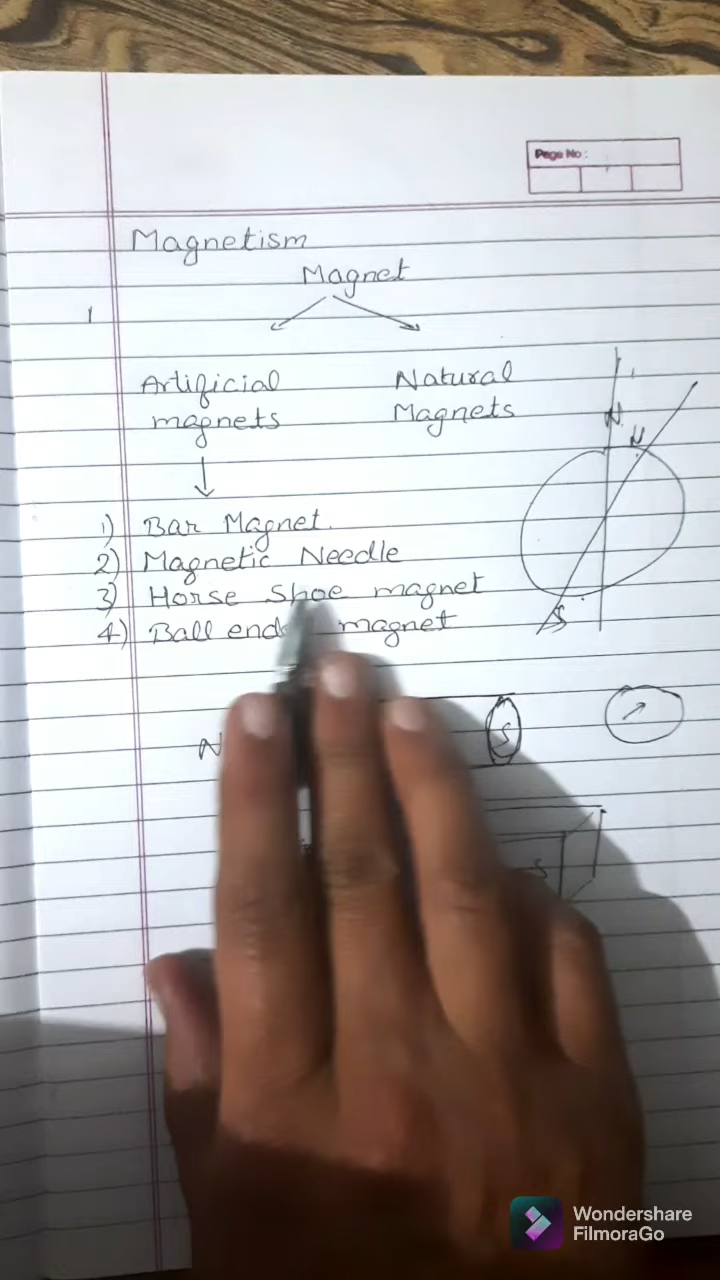 Page No :
Magnetism
Magnet
Artificial magnets
Natural Magnets
1) Bar Magnet.
2) Magnetic Needle
3) Horse Shoe magnet
4) Ball end magnet
N
N
S
N
S
S
Wondershare
FilmoraGo